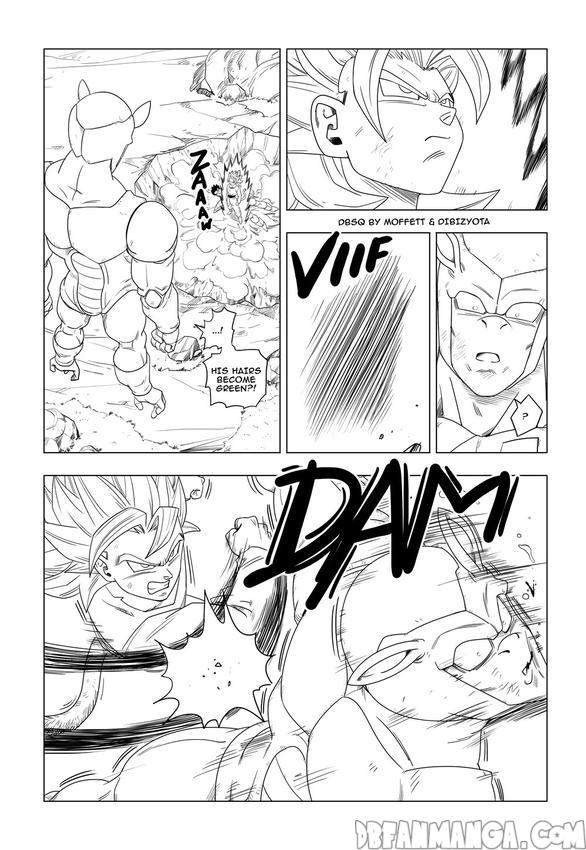 ZAAAW
...!
HIS HAIRS
BECOME
GREEN?!
DBSQ BY MOFFETT & DIBIZYOTA
VIIF
?
DAM
DBFANMANGA.COM